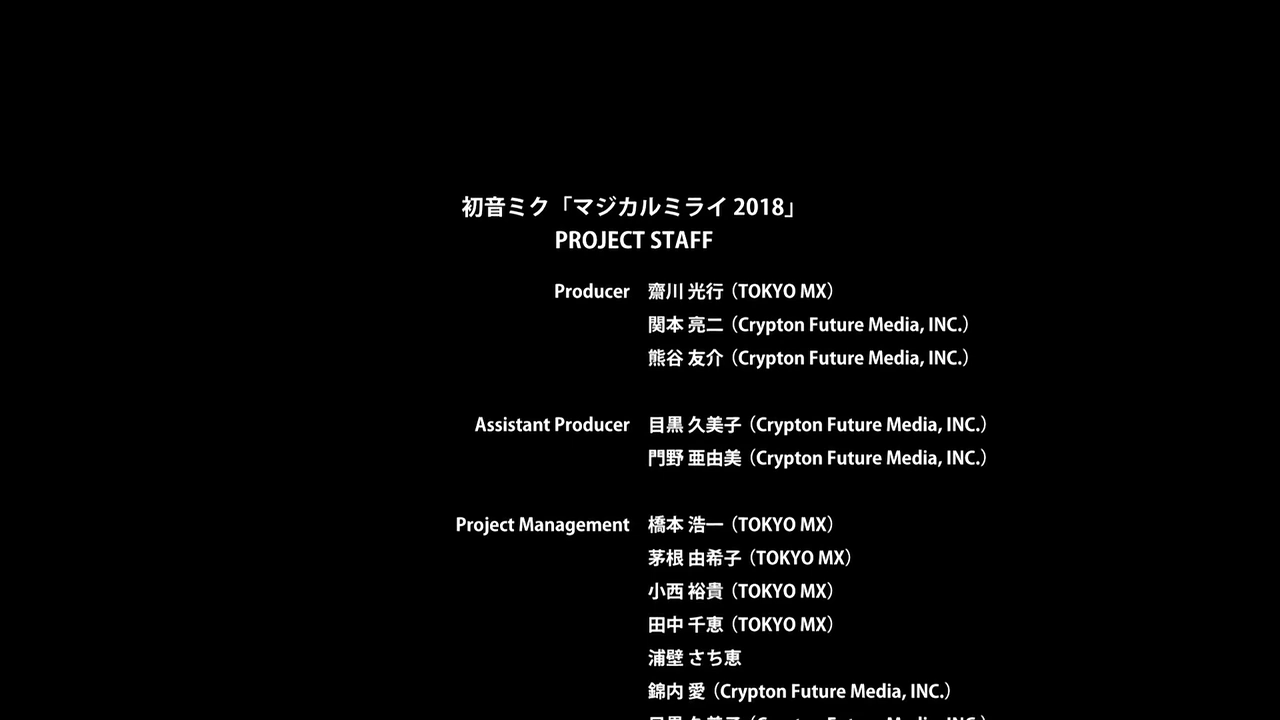 初音ミク「マジカルミライ 2018」
PROJECT STAFF
Producer 齋川 光行（TOKYO MX）
関本 亮二（Crypton Future Media, INC.）
熊谷 友介（Crypton Future Media, INC.）
Assistant Producer 目黒 久美子（Crypton Future Media, INC.）
門野 亜由美（Crypton Future Media, INC.）
Project Management 橋本 浩一（TOKYO MX）
茅根 由希子（TOKYO MX）
小西 裕貴（TOKYO MX）
田中 千恵（TOKYO MX）
浦壁 さち恵
錦内 愛（Crypton Future Media, INC.）